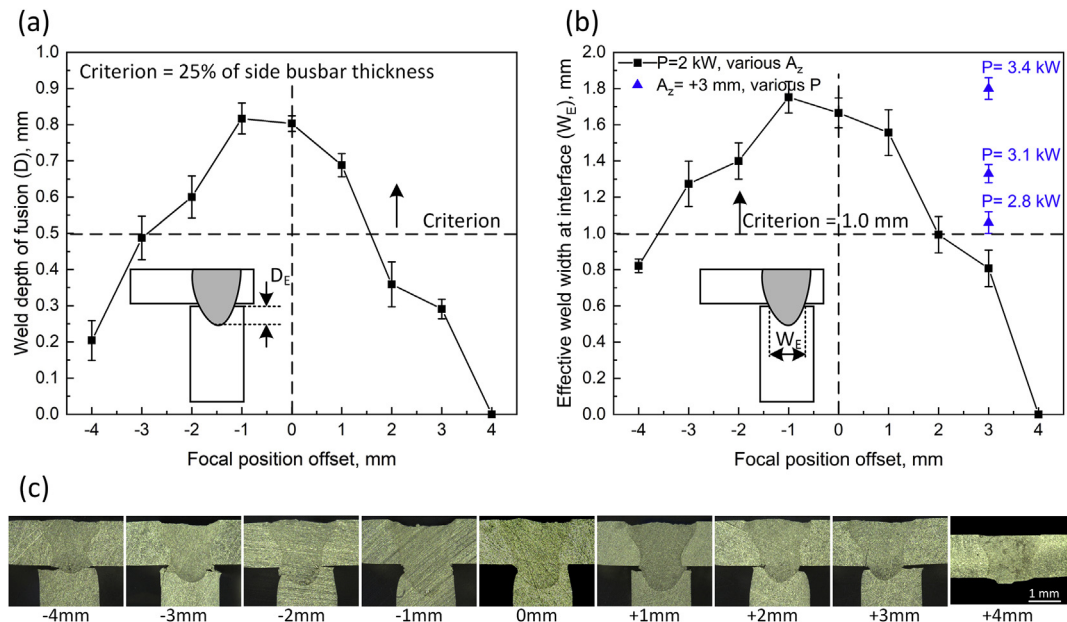 (a)
Criterion = 25% of side busbar thickness
Weld depth of fusion (D), mm
1.0
0.9
0.8
0.7
0.6
0.5
0.4
0.3
0.2
0.1
0.0
Criterion
D_E
-4 -3 -2 -1 0 1 2 3 4
Focal position offset, mm
(b)
Effective weld width at interface (W_E), mm
2.0
1.8
1.6
1.4
1.2
1.0
0.8
0.6
0.4
0.2
0.0
P=2 kW, various A_z
A_z= +3 mm, various P
P= 3.4 kW
P= 3.1 kW
P= 2.8 kW
Criterion = 1.0 mm
W_E
-4 -3 -2 -1 0 1 2 3 4
Focal position offset, mm
(c)
1 mm
-4mm -3mm -2mm -1mm 0mm +1mm +2mm +3mm +4mm